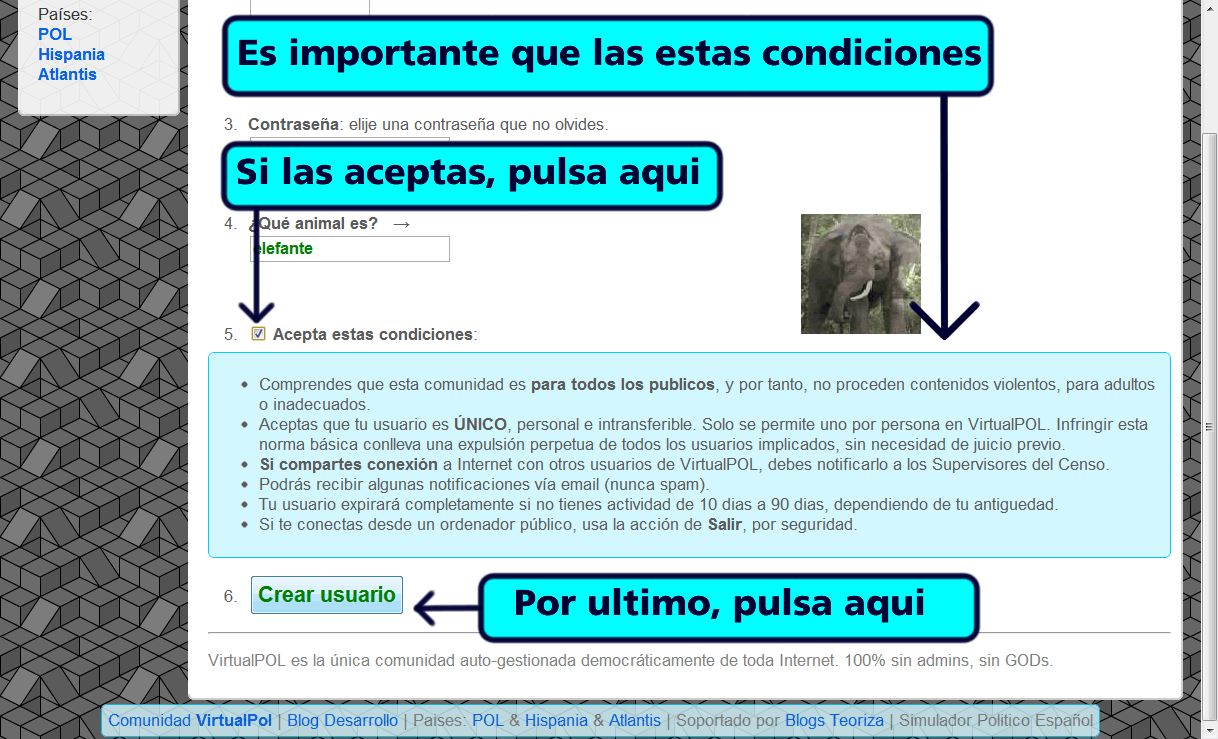 Países:
POL
Hispania
Atlantis
Es importante que las estas condiciones
3. Contraseña: elije una contraseña que no olvides.
Si las aceptas, pulsa aqui
4. ¿Qué animal es? →
elefante
5. Acepta estas condiciones:
• Comprendes que esta comunidad es para todos los publicos, y por tanto, no proceden contenidos violentos, para adultos
o inadecuados.
• Aceptas que tu usuario es ÚNICO, personal e intransferible. Solo se permite uno por persona en VirtualPOL. Infringir esta
norma básica conlleva una expulsión perpetua de todos los usuarios implicados, sin necesidad de juicio previo.
• Si compartes conexión a Internet con otros usuarios de VirtualPOL, debes notificarlo a los Supervisores del Censo.
• Podrás recibir algunas notificaciones vía email (nunca spam).
• Tu usuario expirará completamente si no tienes actividad de 10 dias a 90 dias, dependiendo de tu antiguedad.
• Si te conectas desde un ordenador público, usa la acción de Salir, por seguridad.
6. Crear usuario
Por ultimo, pulsa aqui
VirtualPOL es la única comunidad auto-gestionada democráticamente de toda Internet. 100% sin admins, sin GODs.
Comunidad VirtualPol | Blog Desarrollo | Paises: POL & Hispania & Atlantis | Soportado por Blogs Teoriza | Simulador Politico Español